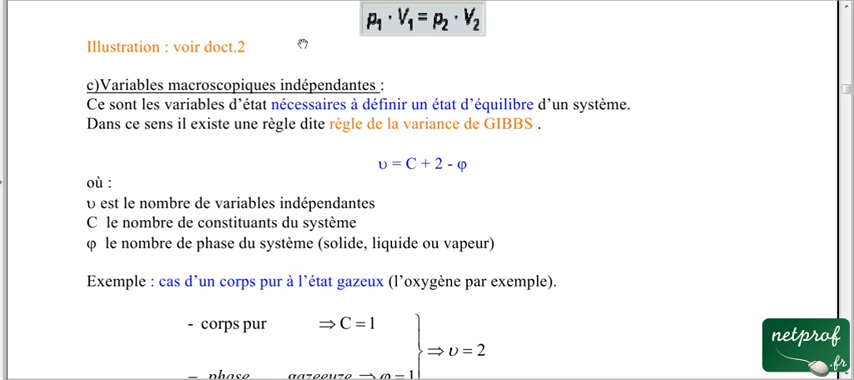 p₁ · V₁ = p₂ · V₂
Illustration : voir doct.2
c)Variables macroscopiques indépendantes :
Ce sont les variables d’état nécessaires à définir un état d’équilibre d’un système.
Dans ce sens il existe une règle dite règle de la variance de GIBBS .
υ = C + 2 - φ
où :
υ est le nombre de variables indépendantes
C le nombre de constituants du système
φ le nombre de phase du système (solide, liquide ou vapeur)
Exemple : cas d’un corps pur à l’état gazeux (l’oxygène par exemple).
- corps pur ⇒ C = 1
⇒ υ = 2
– phase gazeuze ⇒ φ = 1
netprof
.fr